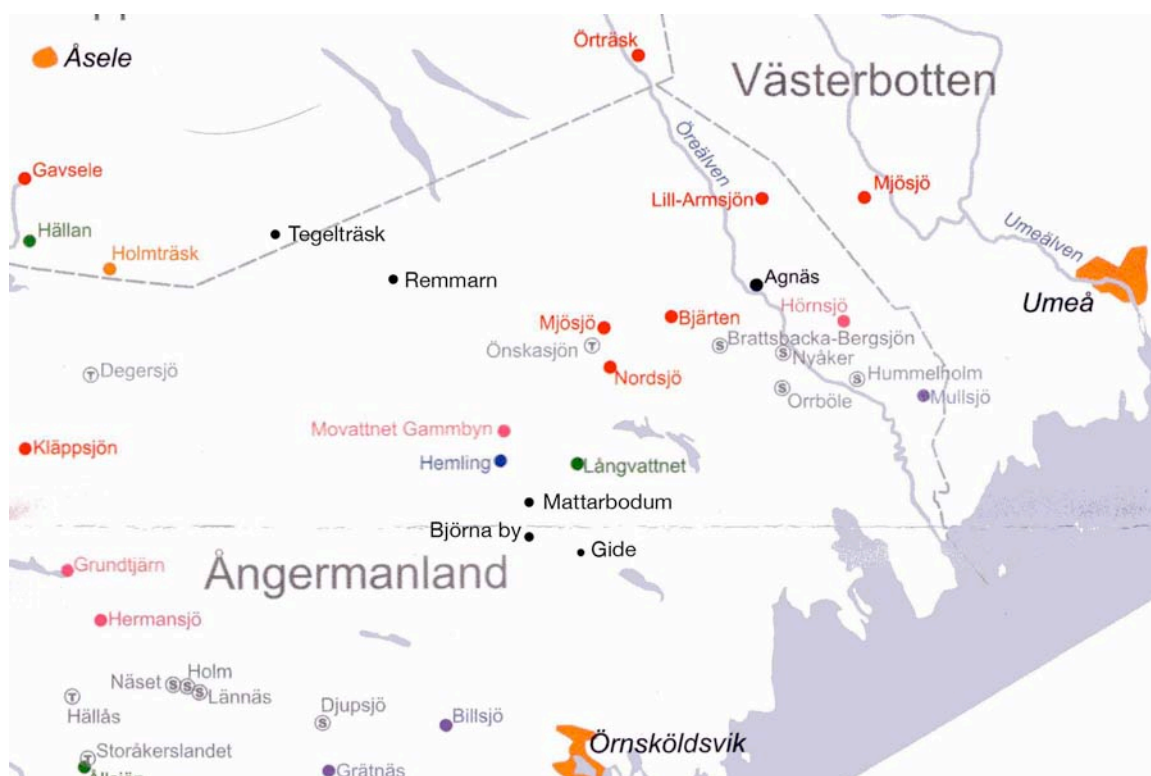 Åsele
Örträsk
Västerbotten
Öreälven
Gavsele
Lill-Armsjön
Mjösjö
Hällan
Tegelträsk
Holmträsk
Umeälven
Remmarn
Agnäs
Umeå
Hörnsjö
Mjösjö
Bjärten
Önskasjön
Brattsbacka-Bergsjön
Nyåker
Degersjö
Nordsjö
Hummelholm
Orrböle
Mullsjö
Movattnet Gammbyn
Kläppsjön
Hemling
Långvattnet
Mattarbodum
Björna by
Gide
Grundtjärn
Ångermanland
Hermansjö
Holm
Näset
Lännäs
Hällås
Djupsjö
Billsjö
Storåkerslandet
Örnsköldsvik
Grätnäs